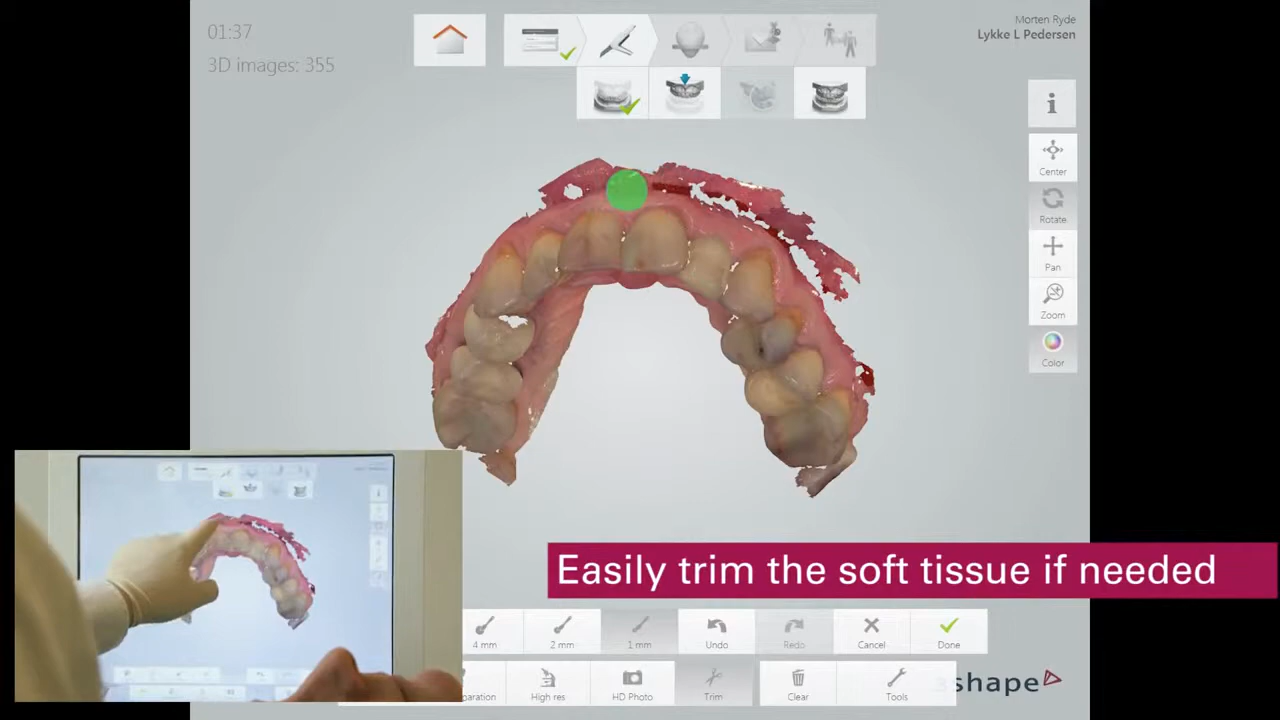 01:37
3D images: 355
Morten Ryde
Lykke L Pedersen
i
Center
Rotate
Pan
Zoom
Color
Easily trim the soft tissue if needed
4 mm
2 mm
1 mm
Undo
Redo
Cancel
Done
paration
High res
HD Photo
Trim
Clear
Tools
shape